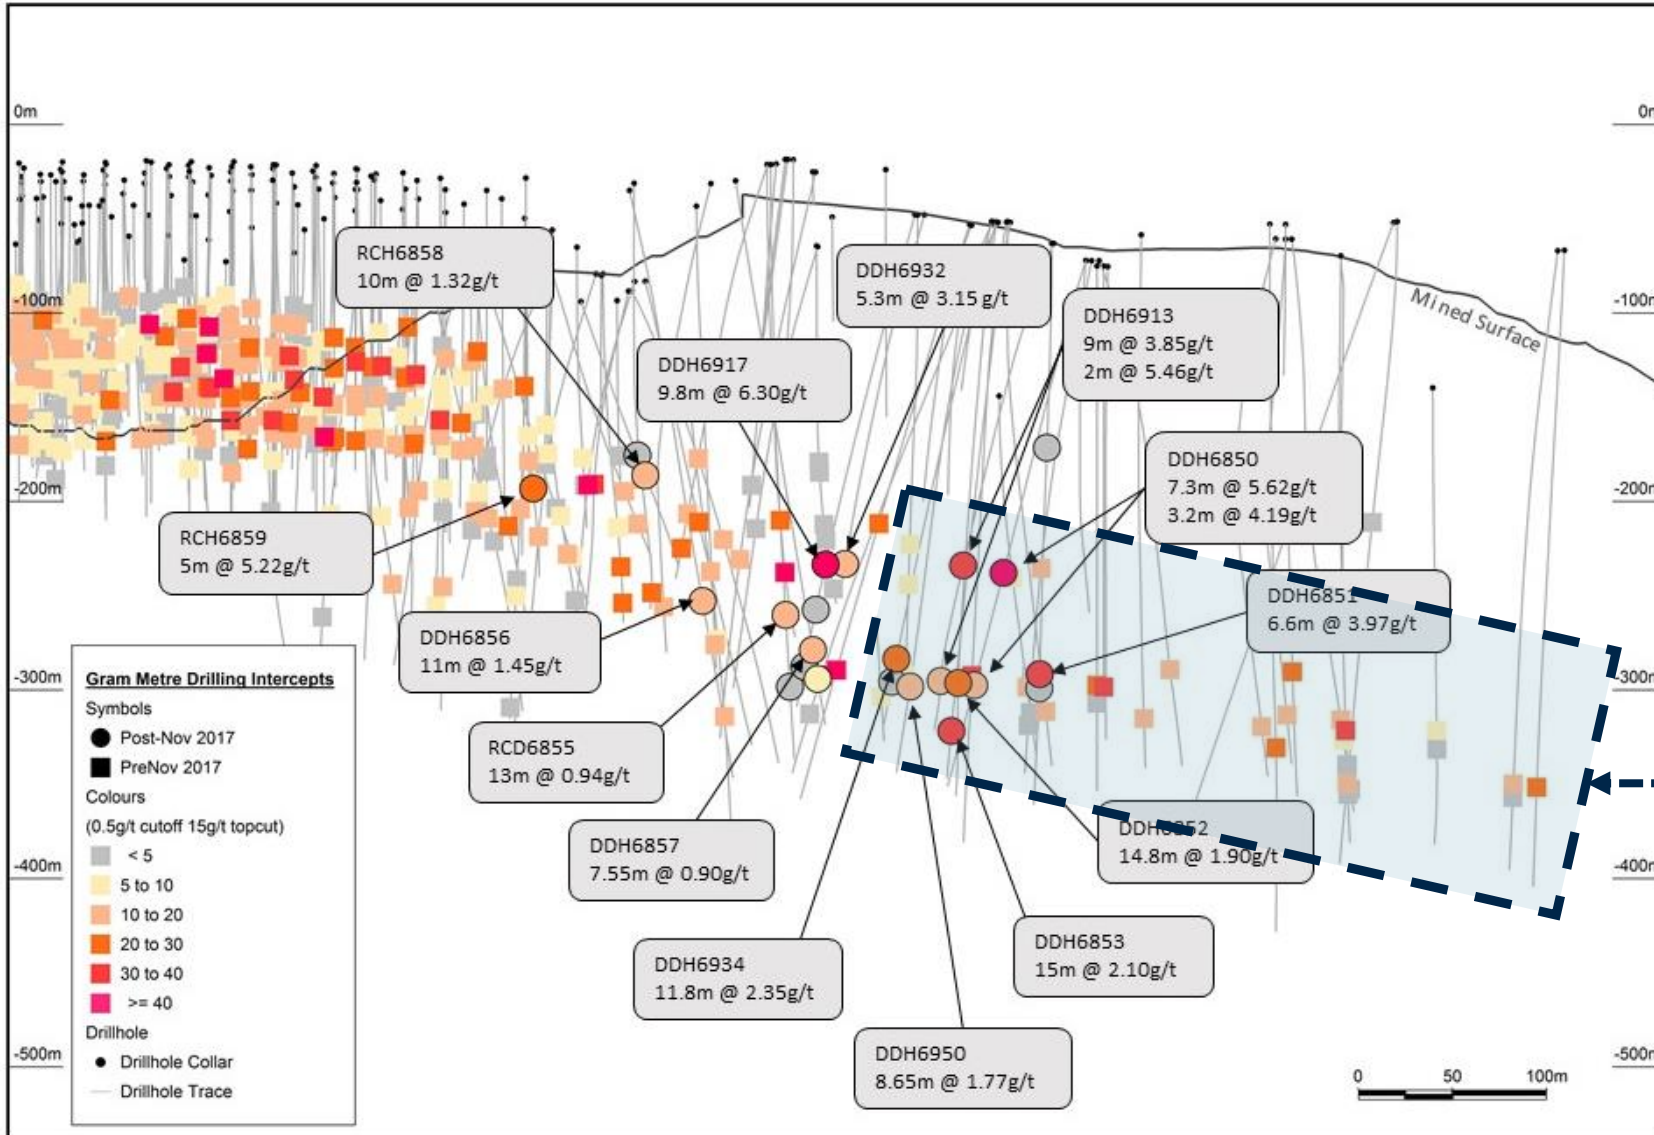 0m
0m
-100m
-100m
-200m
-200m
-300m
-300m
-400m
-400m
-500m
-500m
Mined Surface
RCH6858
10m @ 1.32g/t
DDH6932
5.3m @ 3.15 g/t
DDH6913
9m @ 3.85g/t
2m @ 5.46g/t
DDH6917
9.8m @ 6.30g/t
DDH6850
7.3m @ 5.62g/t
3.2m @ 4.19g/t
RCH6859
5m @ 5.22g/t
DDH6851
6.6m @ 3.97g/t
DDH6856
11m @ 1.45g/t
RCD6855
13m @ 0.94g/t
DDH6857
7.55m @ 0.90g/t
DDH6852
14.8m @ 1.90g/t
DDH6853
15m @ 2.10g/t
DDH6934
11.8m @ 2.35g/t
DDH6950
8.65m @ 1.77g/t
Gram Metre Drilling Intercepts
Symbols
Post-Nov 2017
PreNov 2017
Colours
(0.5g/t cutoff 15g/t topcut)
< 5
5 to 10
10 to 20
20 to 30
30 to 40
>= 40
Drillhole
Drillhole Collar
Drillhole Trace
0 50 100m